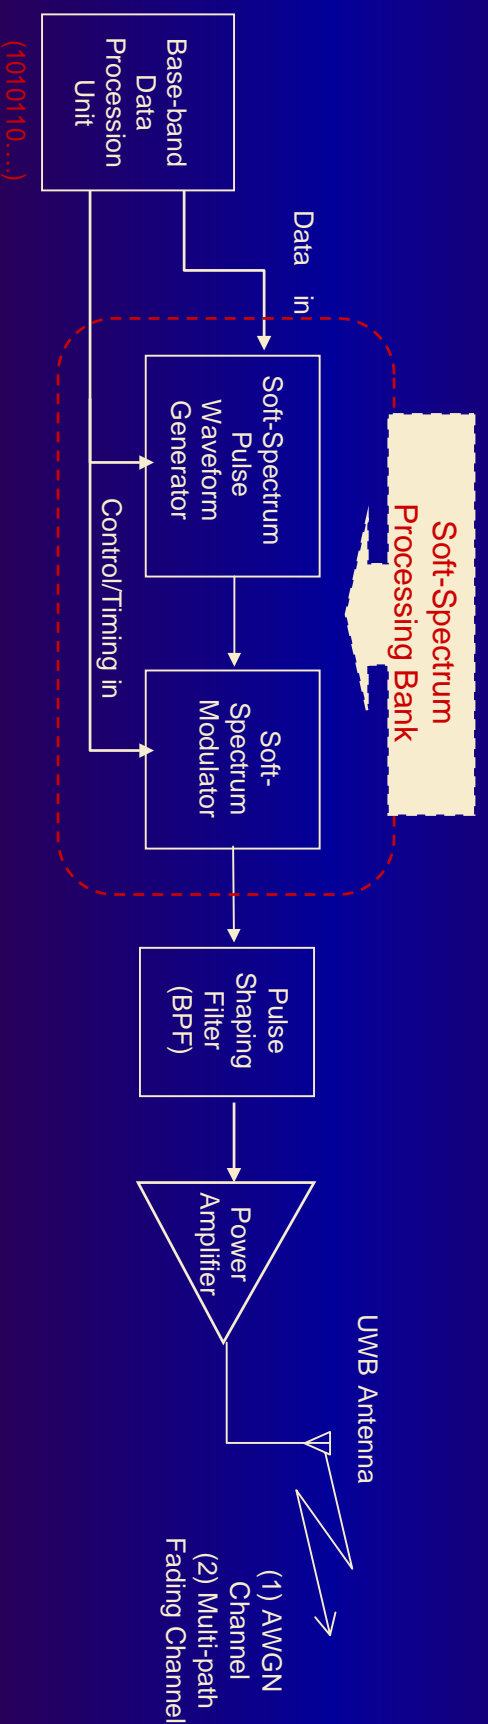 Soft-Spectrum
Processing Bank
Data in
Base-band
Data
Procession
Unit
(1010110....)
Soft-Spectrum
Pulse
Waveform
Generator
Control/Timing in
Soft-
Spectrum
Modulator
Pulse
Shaping
Filter
(BPF)
Power
Amplifier
UWB Antenna
(1) AWGN
Channel
(2) Multi-path
Fading Channel